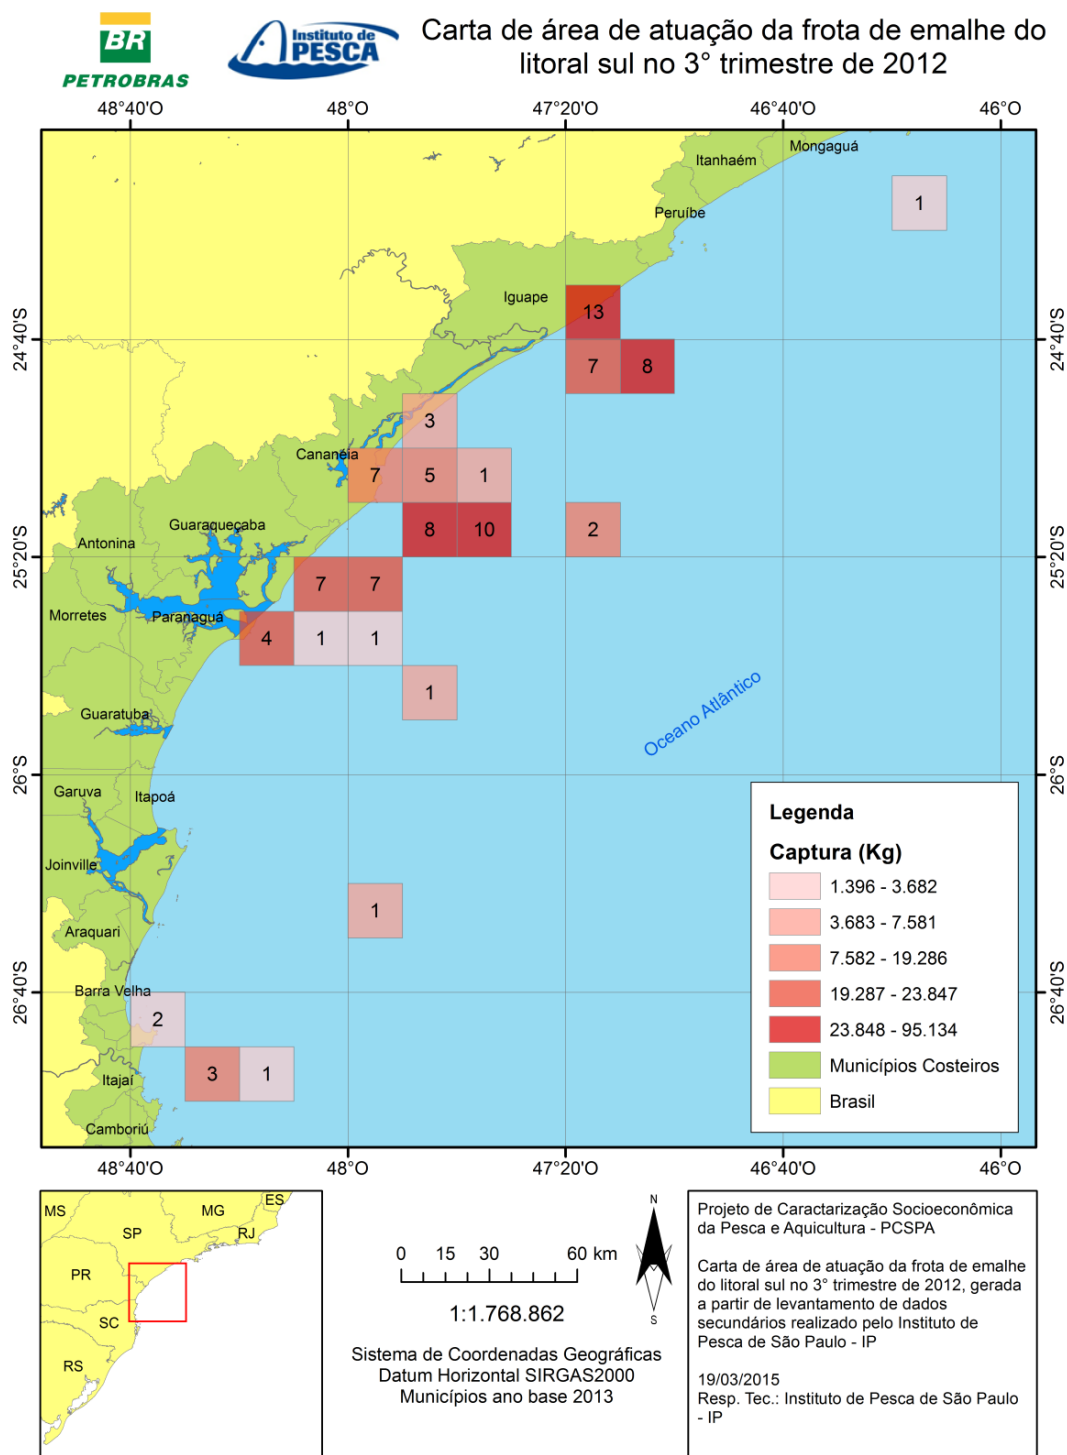 BR
PETROBRAS
Instituto de
PESCA
Carta de área de atuação da frota de emalhe do
litoral sul no 3° trimestre de 2012
48°40'O 48°O 47°20'O 46°40'O 46°O
Mongaguá
Itanhaém
1
Peruíbe
Iguape
13
24°40'S 24°40'S
7 8
3
Cananéia
7 5 1
Guaraqueçaba
8 10 2
Antonina
25°20'S 25°20'S
7 7
Morretes
Paranaguá
4 1 1
1
Oceano Atlântico
Guaratuba
26°S 26°S
Garuva
Itapoá
Joinville
1
Araquari
Barra Velha
26°40'S 26°40'S
2
Itajaí
3 1
Camboriú
Legenda
Captura (Kg)
1.396 - 3.682
3.683 - 7.581
7.582 - 19.286
19.287 - 23.847
23.848 - 95.134
Municípios Costeiros
Brasil
48°40'O 48°O 47°20'O 46°40'O 46°O
MS
MG
ES
SP
RJ
PR
SC
RS
0 15 30 60 km
1:1.768.862
N
S
Sistema de Coordenadas Geográficas
Datum Horizontal SIRGAS2000
Municípios ano base 2013
Projeto de Caractarização Socioeconômica
da Pesca e Aquicultura - PCSPA
Carta de área de atuação da frota de emalhe
do litoral sul no 3° trimestre de 2012, gerada
a partir de levantamento de dados
secundários realizado pelo Instituto de
Pesca de São Paulo - IP
19/03/2015
Resp. Tec.: Instituto de Pesca de São Paulo
- IP